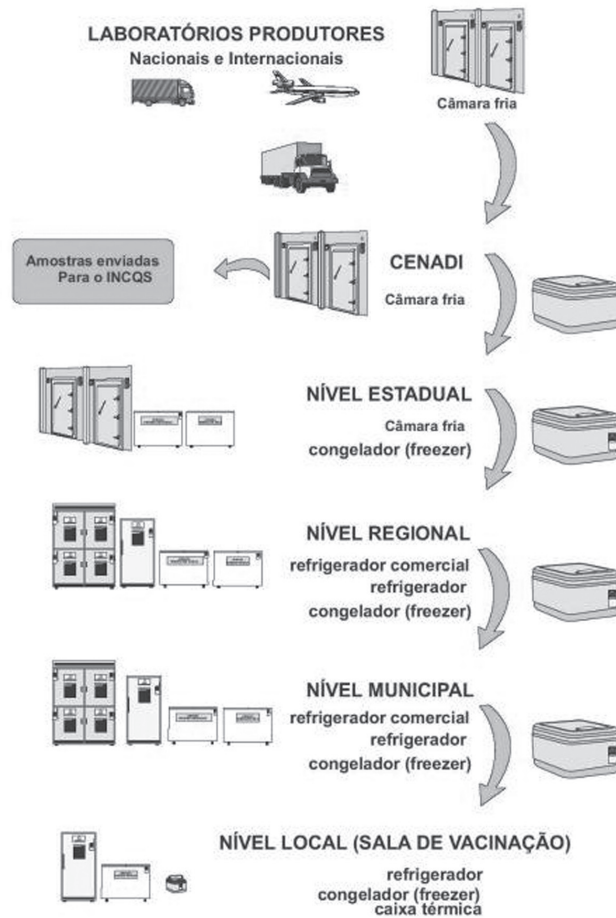 LABORATÓRIOS PRODUTORES
Nacionais e Internacionais
Câmara fria
Amostras enviadas
Para o INCQS
CENADI
Câmara fria
NÍVEL ESTADUAL
Câmara fria
congelador (freezer)
NÍVEL REGIONAL
refrigerador comercial
refrigerador
congelador (freezer)
NÍVEL MUNICIPAL
refrigerador comercial
refrigerador
congelador (freezer)
NÍVEL LOCAL (SALA DE VACINAÇÃO)
refrigerador
congelador (freezer)
caixa térmica